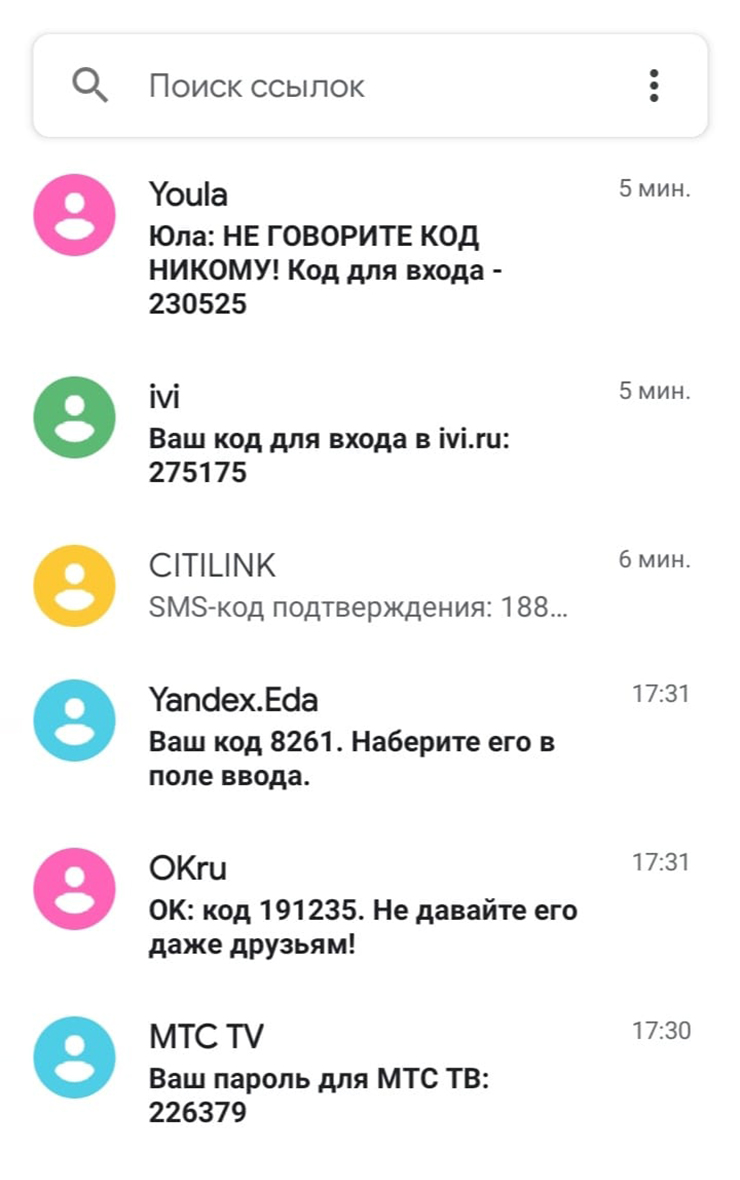 Поиск ссылок
Youla
5 мин.
Юла: НЕ ГОВОРИТЕ КОД
НИКОМУ! Код для входа -
230525
ivi
5 мин.
Ваш код для входа в ivi.ru:
275175
CITILINK
6 мин.
SMS-код подтверждения: 188...
Yandex.Eda
17:31
Ваш код 8261. Наберите его в
поле ввода.
OKru
17:31
OK: код 191235. Не давайте его
даже друзьям!
МТС TV
17:30
Ваш пароль для МТС ТВ:
226379